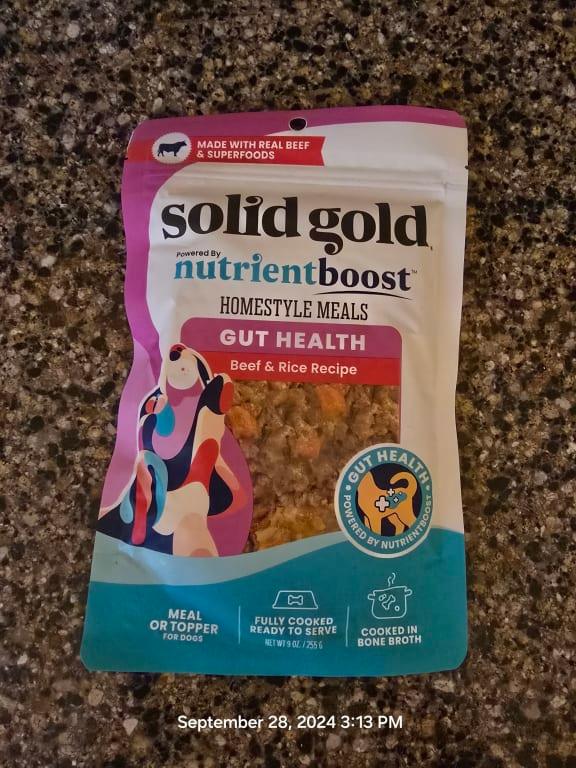 MADE WITH REAL BEEF
& SUPERFOODS
solid gold
Powered By
nutrientboost™
HOMESTYLE MEALS
GUT HEALTH
Beef & Rice Recipe
GUT HEALTH
POWERED BY NUTRIENTBOOST
MEAL
OR TOPPER
FOR DOGS
FULLY COOKED
READY TO SERVE
NET WT 9 OZ. / 255 G
COOKED IN
BONE BROTH
September 28, 2024 3:13 PM